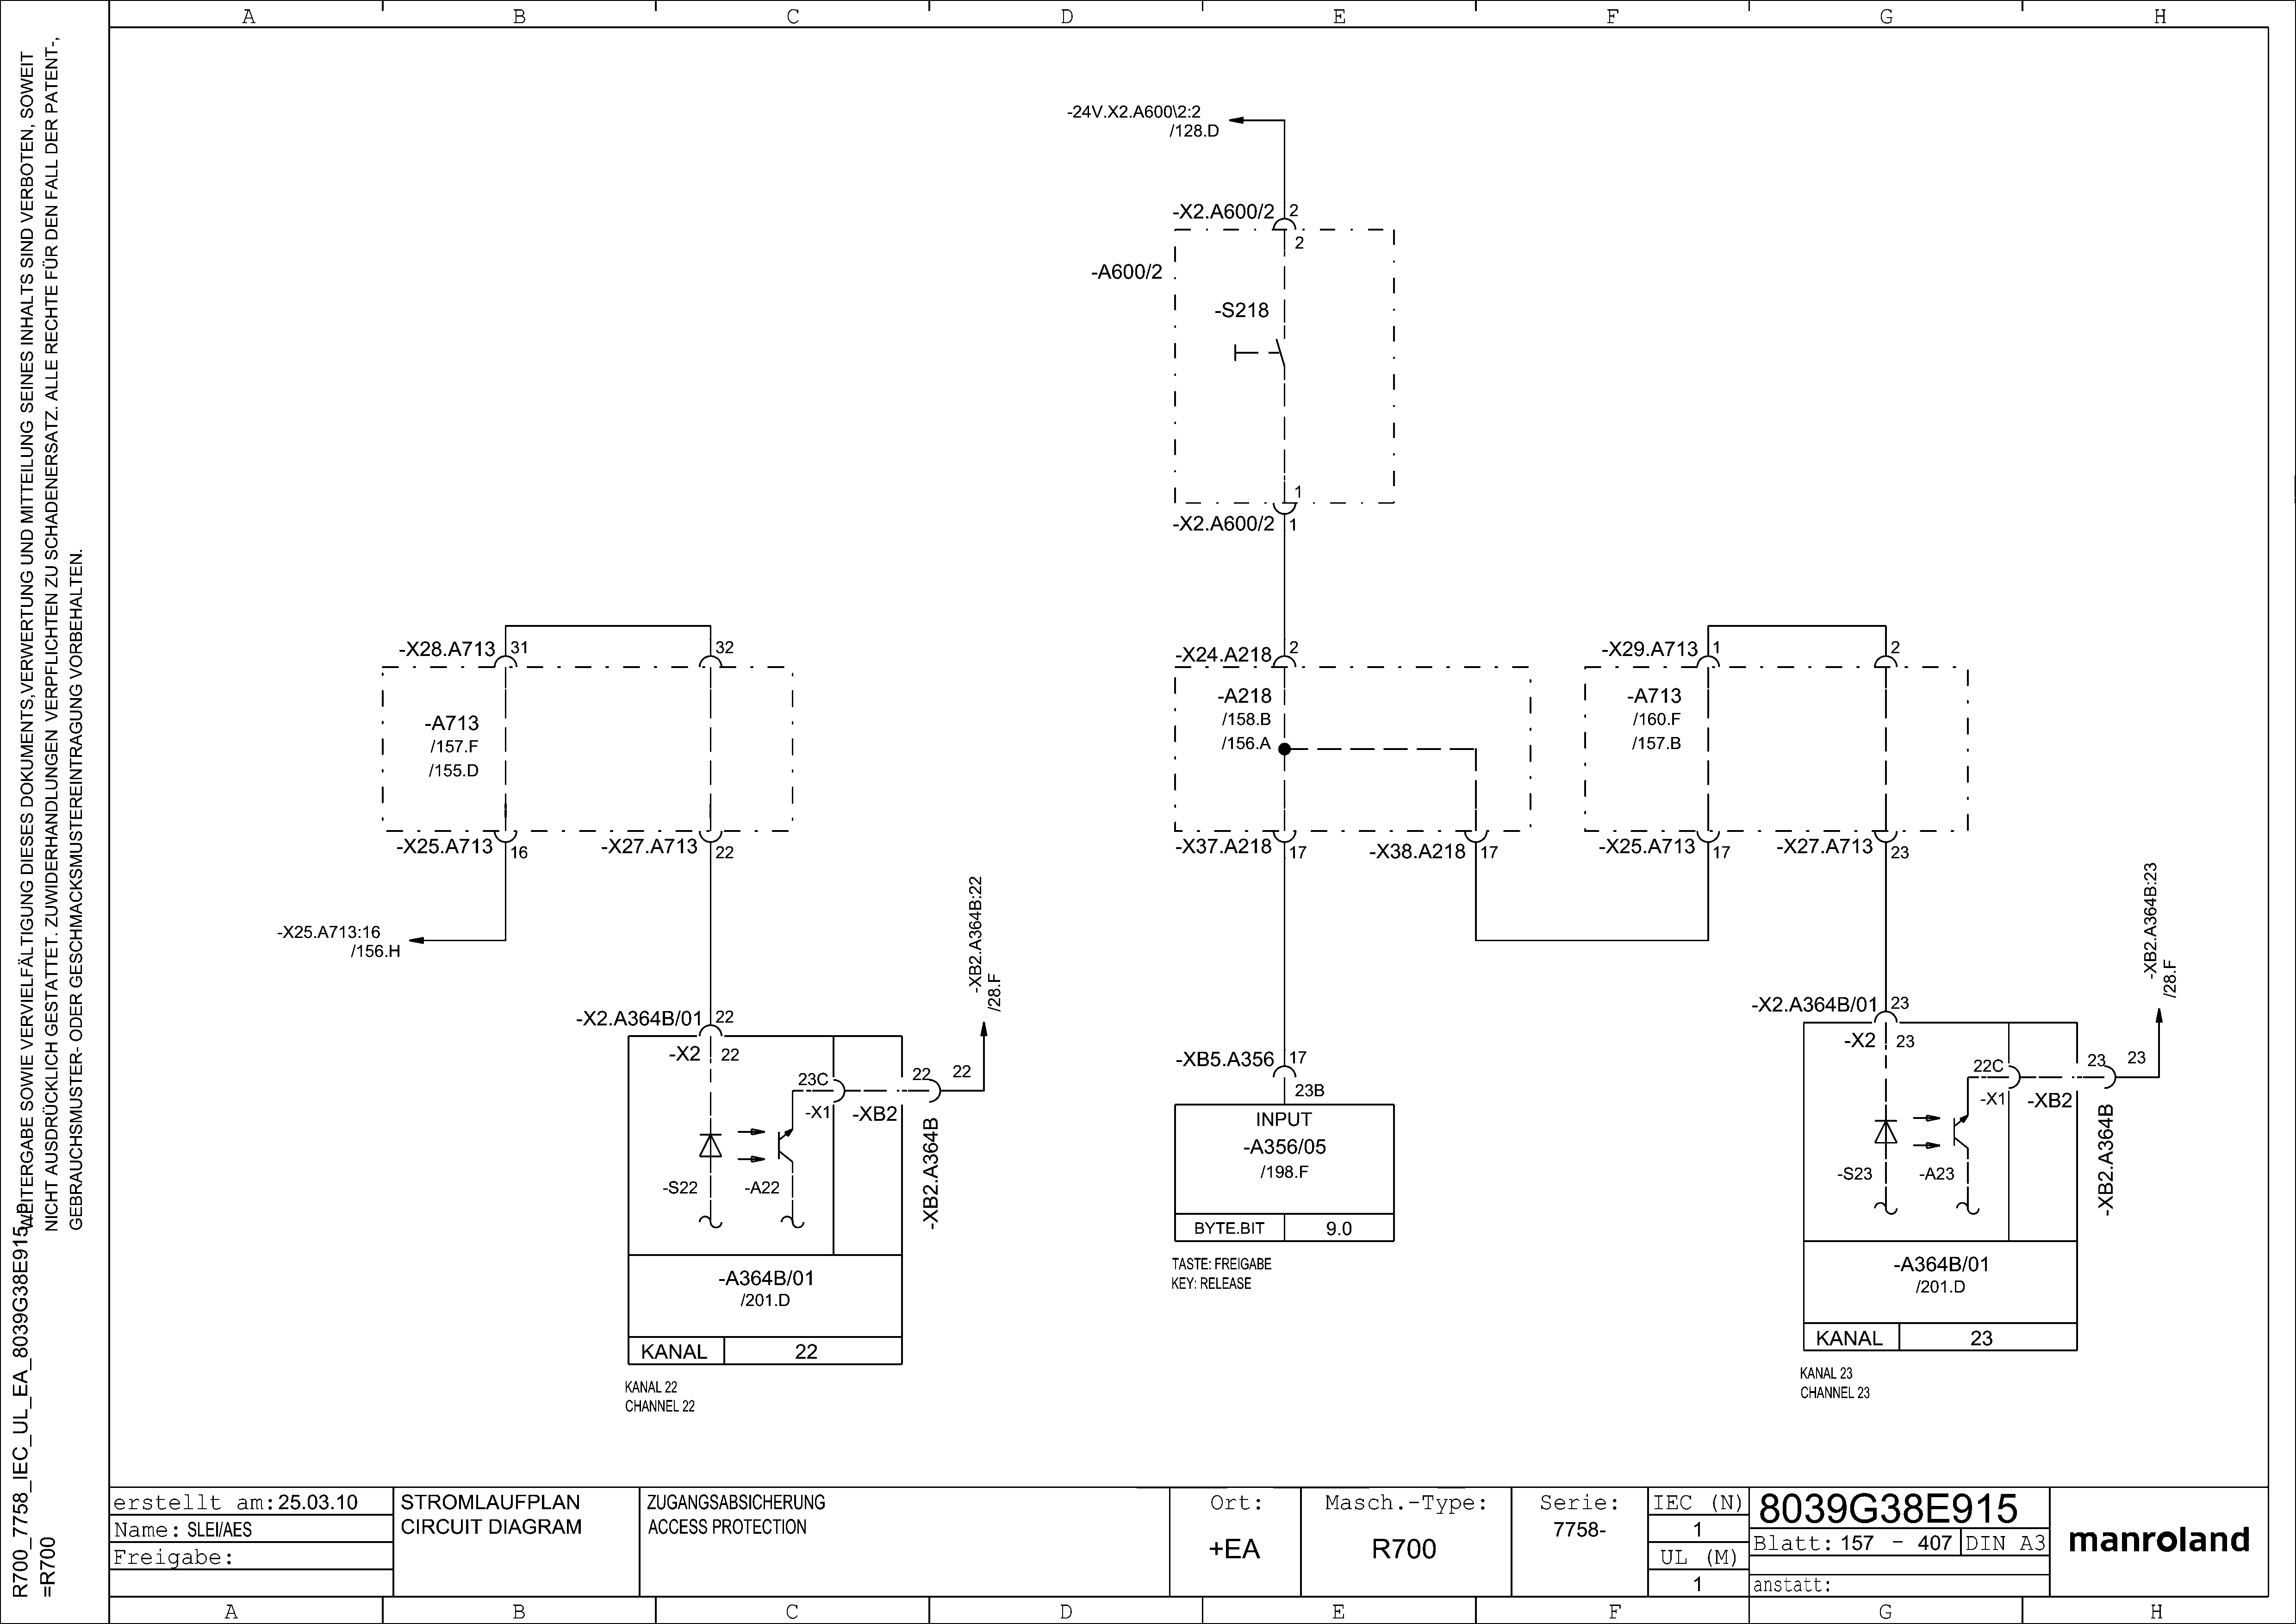 A B C D E F G H
WEITERGABE SOWIE VERVIELFÄLTIGUNG DIESES DOKUMENTS,VERWERTUNG UND MITTEILUNG SEINES INHALTS SIND VERBOTEN, SOWEIT
NICHT AUSDRÜCKLICH GESTATTET. ZUWIDERHANDLUNGEN VERPFLICHTEN ZU SCHADENERSATZ. ALLE RECHTE FÜR DEN FALL DER PATENT-,
GEBRAUCHSMUSTER- ODER GESCHMACKSMUSTEREINTRAGUNG VORBEHALTEN.
R700_7758_IEC_UL_EA_8039G38E915_
=R700
-24V.X2.A600\2:2
/128.D
-X2.A600/2 2
2
-A600/2
-S218
1
-X2.A600/2 1
-X28.A713 31 32
-A713
/157.F
/155.D
-X25.A713 16
-X27.A713 22
-X25.A713:16
/156.H
-X24.A218 2
-A218
/158.B
/156.A
-X37.A218 17
-X38.A218 17
-X29.A713 1 2
-A713
/160.F
/157.B
-X25.A713 17
-X27.A713 23
-XB2.A364B:22
/28.F
-X2.A364B/01 22
-X2 22
23C
22 22
-X1
-XB2
-XB2.A364B
-S22
-A22
-A364B/01
/201.D
KANAL 22
KANAL 22
CHANNEL 22
-XB5.A356 17
23B
INPUT
-A356/05
/198.F
BYTE.BIT 9.0
TASTE: FREIGABE
KEY: RELEASE
-XB2.A364B:23
/28.F
-X2.A364B/01 23
-X2 23
22C
23 23
-X1
-XB2
-XB2.A364B
-S23
-A23
-A364B/01
/201.D
KANAL 23
KANAL 23
CHANNEL 23
erstellt am: 25.03.10
Name: SLEI/AES
Freigabe:
STROMLAUFPLAN
CIRCUIT DIAGRAM
ZUGANGSABSICHERUNG
ACCESS PROTECTION
Ort:
+EA
Masch.-Type:
R700
Serie:
7758-
IEC (N)
1
UL (M)
1
8039G38E915
Blatt: 157 - 407 DIN A3
anstatt:
manroland
A B C D E F G H